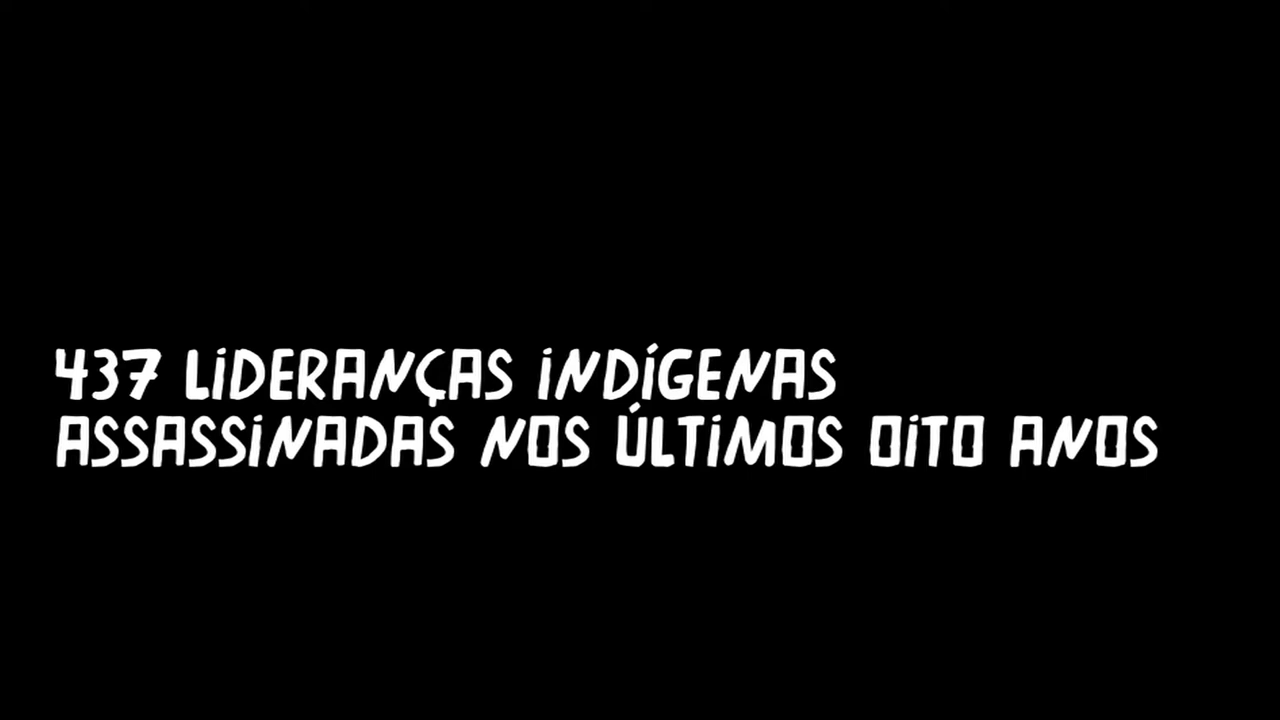 437 LiDERANÇAS iNDÍGENAS
ASSASSiNADAS NOS ÚLTiMOS OiTO ANOS